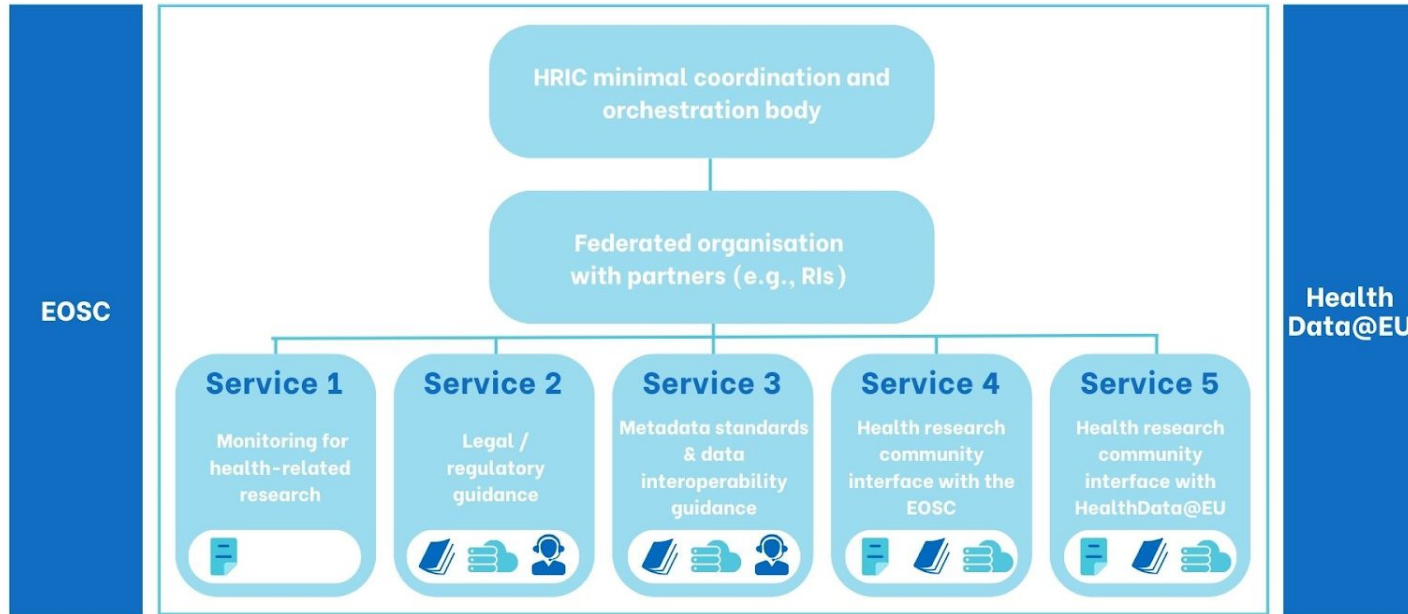 EOSC
HRIC minimal coordination and
orchestration body
Federated organisation
with partners (e.g., RIs)
Health
Data@EU
Service 1
Monitoring for
health-related
research
Service 2
Legal /
regulatory
guidance
Service 3
Metadata standards
& data
interoperability
guidance
Service 4
Health research
community
interface with the
EOSC
Service 5
Health research
community
interface with
HealthData@EU